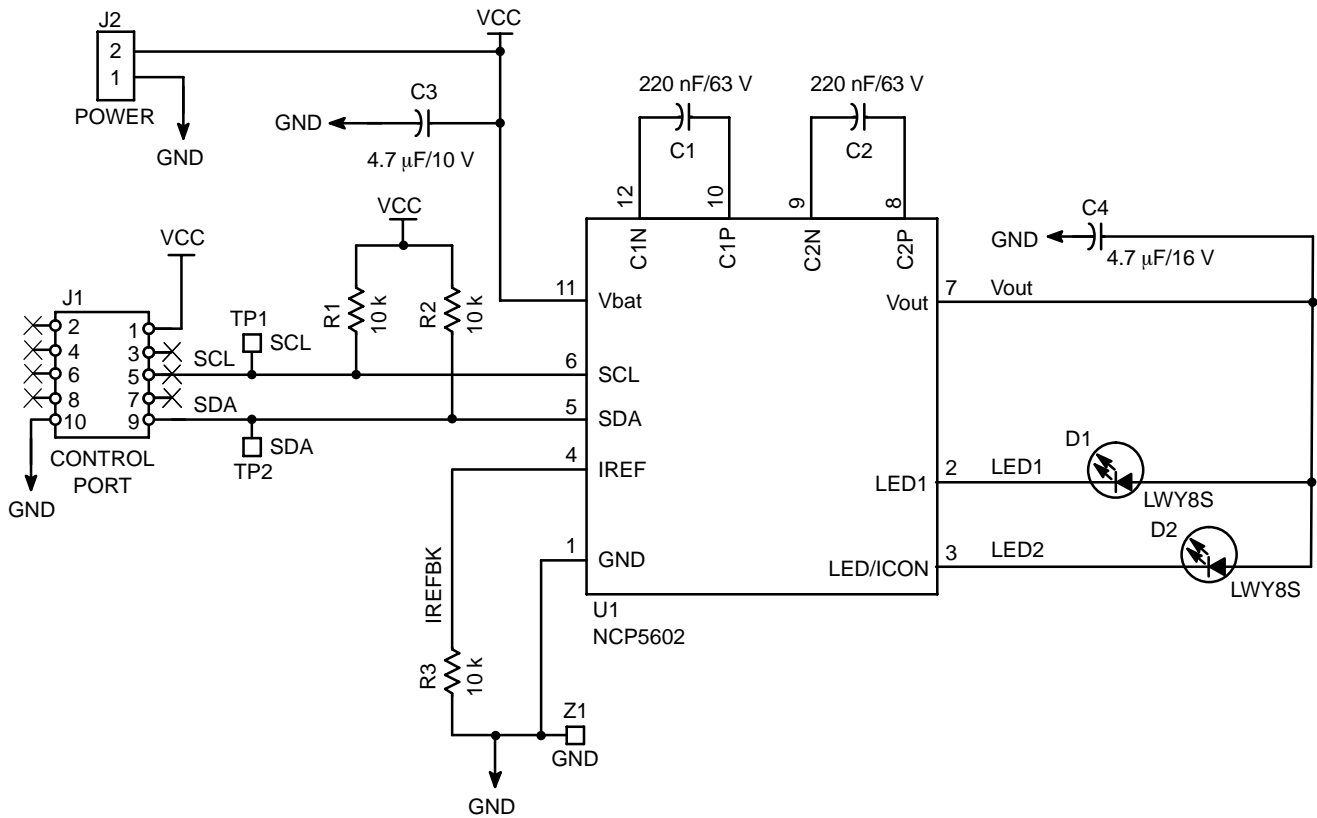 J2
2
1
POWER
GND
VCC
C3
GND
4.7 μF/10 V
220 nF/63 V
C1
220 nF/63 V
C2
12
10
9
8
C1N
C1P
C2N
C2P
VCC
VCC
J1
2
4
6
8
10
1
3
5
7
9
CONTROL
PORT
GND
SCL
TP1
SCL
SDA
SDA
TP2
R1
10 k
R2
10 k
11
Vbat
6
SCL
5
SDA
4
IREF
1
GND
IREFBK
R3
10 k
Z1
GND
GND
U1
NCP5602
C4
GND
4.7 μF/16 V
Vout
7
Vout
LED1
2
LED1
D1
LWY8S
LED/ICON
3
LED2
D2
LWY8S